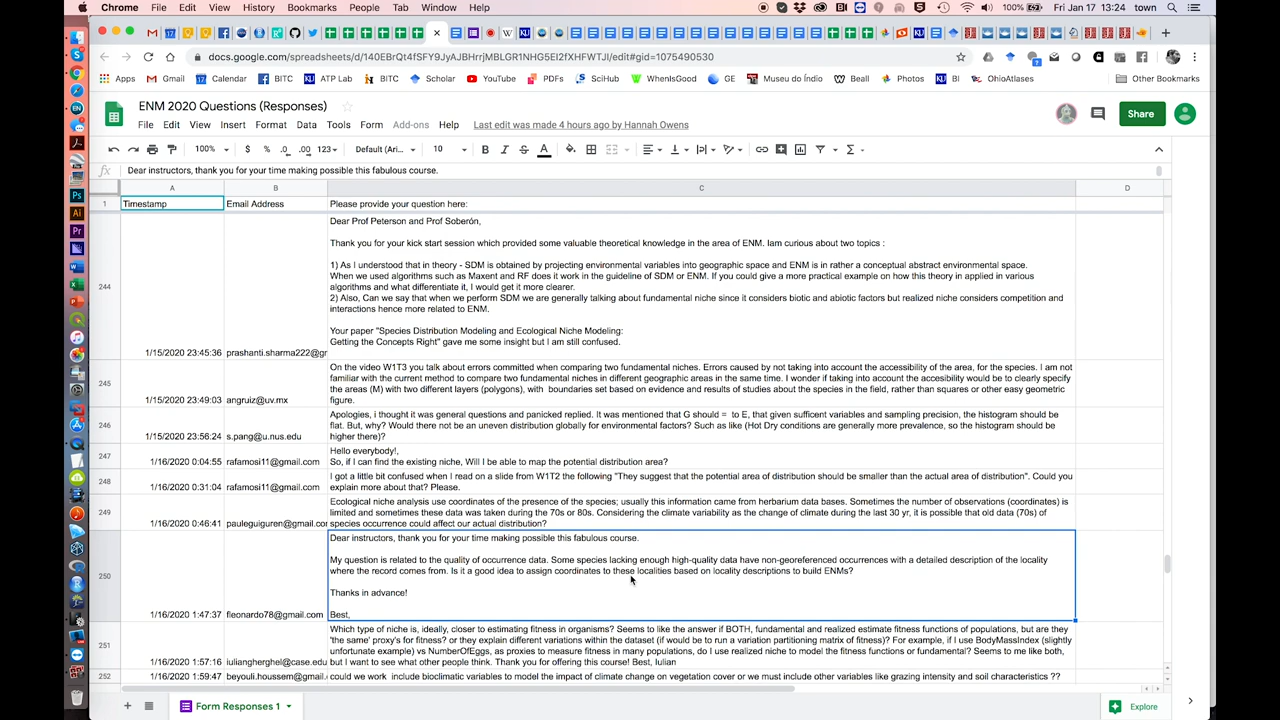 Chrome File Edit View History Bookmarks People Tab Window Help 100% Fri Jan 17 13:24 town
docs.google.com/spreadsheets/d/140EBrQt4fSFY9JyAJBHrrjMBLGR1NHG5EI2fXHFWTJI/edit#gid=1075490530
Apps Gmail Calendar BITC ATP Lab BITC Scholar YouTube PDFs SciHub WhenIsGood GE Museu do Índio Beall Photos BI OhioAtlases Other Bookmarks
ENM 2020 Questions (Responses)
File Edit View Insert Format Data Tools Form Add-ons Help Last edit was made 4 hours ago by Hannah Owens
Share
100% $ % .0 .00 123 Default (Ari... 10 B I S A
fx Dear instructors, thank you for your time making possible this fabulous course.
A B C D
1 Timestamp Email Address Please provide your question here:
Dear Prof Peterson and Prof Soberón,
Thank you for your kick start session which provided some valuable theoretical knowledge in the area of ENM. Iam curious about two topics :
1) As I understood that in theory - SDM is obtained by projecting environmental variables into geographic space and ENM is in rather a conceptual abstract environmental space.
When we used algorithms such as Maxent and RF does it work in the guideline of SDM or ENM. If you could give a more practical example on how this theory in applied in various
algorithms and what differentiate it, I would get it more clearer.
2) Also, Can we say that when we perform SDM we are generally talking about fundamental niche since it considers biotic and abiotic factors but realized niche considers competition and
interactions hence more related to ENM.
Your paper "Species Distribution Modeling and Ecological Niche Modeling:
Getting the Concepts Right" gave me some insight but I am still confused.
244 1/15/2020 23:45:36 prashanti.sharma222@gr
On the video W1T3 you talk about errors committed when comparing two fundamental niches. Errors caused by not taking into account the accessibility of the area, for the species. I am not
familiar with the current method to compare two fundamental niches in different geographic areas in the same time. I wonder if taking into account the accesibility would be to clearly specify
the areas (M) with two different layers (polygons), with boundaries set based on evidence and results of studies about the species in the field, rather than squares or other easy geometric
figure.
245 1/15/2020 23:49:03 angruiz@uv.mx
Apologies, i thought it was general questions and panicked replied. It was mentioned that G should = to E, that given sufficent variables and sampling precision, the histogram should be
flat. But, why? Would there not be an uneven distribution globally for environmental factors? Such as like (Hot Dry conditions are generally more prevalence, so the histogram should be
higher there)?
246 1/15/2020 23:56:24 s.pang@u.nus.edu
Hello everybody!,
So, if I can find the existing niche, Will I be able to map the potential distribution area?
247 1/16/2020 0:04:55 rafamosi11@gmail.com
I got a little bit confused when I read on a slide from W1T2 the following "They suggest that the potential area of distribution should be smaller than the actual area of distribution". Could you
explain more about that? Please.
248 1/16/2020 0:31:04 rafamosi11@gmail.com
Ecological niche analysis use coordinates of the presence of the species; usually this information came from herbarium data bases. Sometimes the number of observations (coordinates) is
limited and sometimes these data was taken during the 70s or 80s. Considering the climate variability as the change of climate during the last 30 yr, it is possible that old data (70s) of
species occurrence could affect our actual distribution?
249 1/16/2020 0:46:41 pauleguiguren@gmail.cor
Dear instructors, thank you for your time making possible this fabulous course.
My question is related to the quality of occurrence data. Some species lacking enough high-quality data have non-georeferenced occurrences with a detailed description of the locality
where the record comes from. Is it a good idea to assign coordinates to these localities based on locality descriptions to build ENMs?
Thanks in advance!
Best,
250 1/16/2020 1:47:37 fleonardo78@gmail.com
Which type of niche is, ideally, closer to estimating fitness in organisms? Seems to like the answer if BOTH, fundamental and realized estimate fitness functions of populations, but are they
'the same' proxy's for fitness? or they explain different variations within the dataset (if would be to run a variation partitioning matrix of fitness)? For example, if I use BodyMassIndex (slightly
unfortunate example) vs NumberOfEggs, as proxies to measure fitness in many populations, do I use realized niche to model the fitness functions or fundamental? Seems to me like both,
but I want to see what other people think. Thank you for offering this course! Best, Iulian
251 1/16/2020 1:57:16 iuliangherghel@case.edu
252 1/16/2020 1:59:47 beyouli.houssem@gmail. could we work include bioclimatic variables to model the impact of climate change on vegetation cover or we must include other variables like grazing intensity and soil characteristics ??
Form Responses 1 Explore